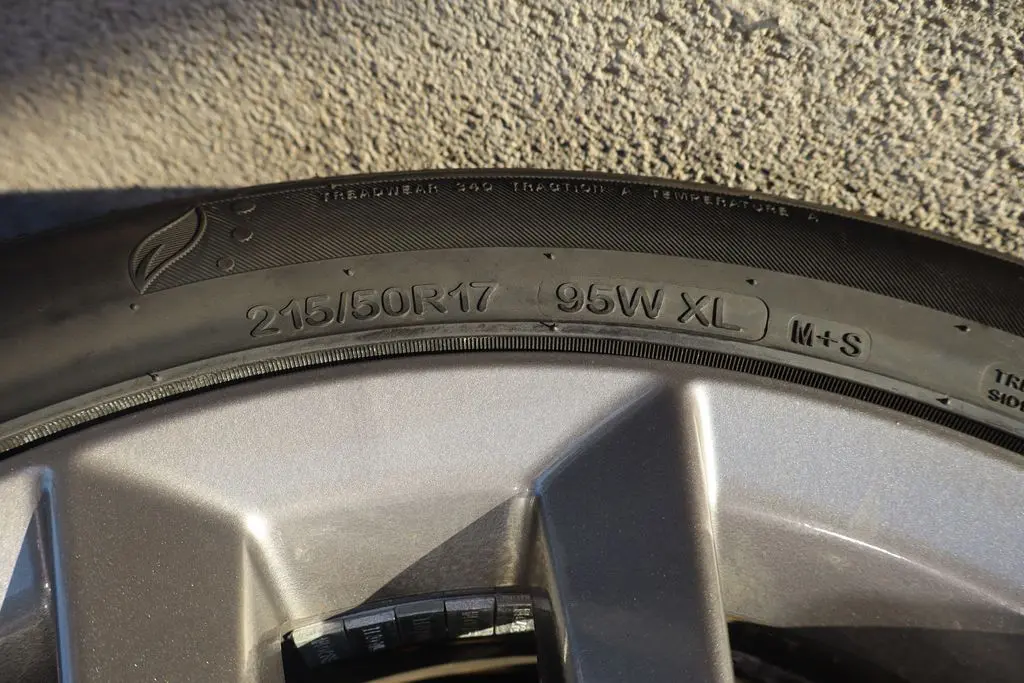 TREADWEAR 340 TRACTION A TEMPERATURE A
215/50R17 95W XL M+S